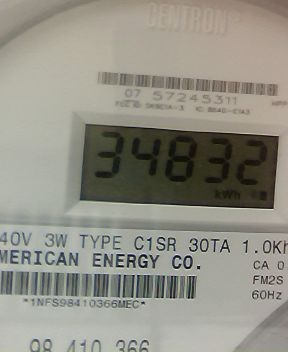 CENTRON
07 57245311
34832
kWh
40V 3W TYPE C1SR 30TA 1.0Kh
MERICAN ENERGY CO.
CA 0
FM2S
60Hz
*1NFS98410366MEC*
98 410 366